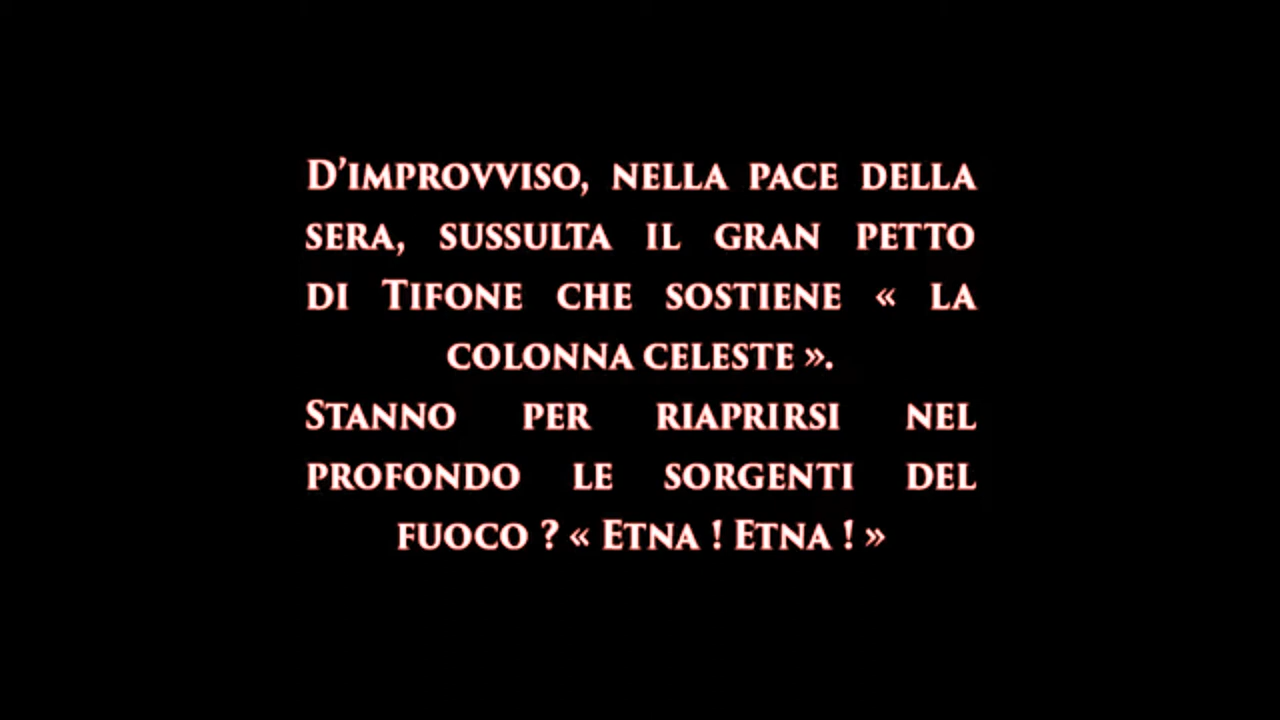 D’improvviso, nella pace della
sera, sussulta il gran petto
di Tifone che sostiene « la
colonna celeste ».
Stanno per riaprirsi nel
profondo le sorgenti del
fuoco ? « Etna ! Etna ! »